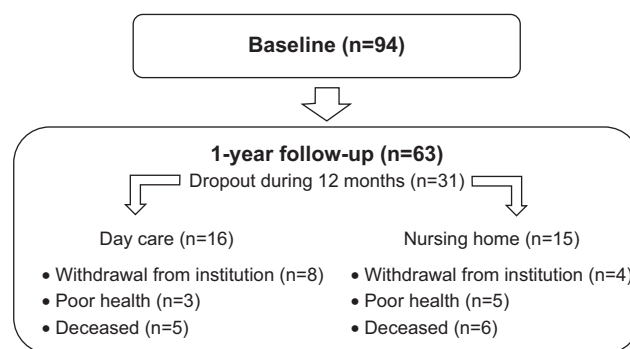 Baseline (n=94)
1-year follow-up (n=63)
Dropout during 12 months (n=31)
Day care (n=16)
• Withdrawal from institution (n=8)
• Poor health (n=3)
• Deceased (n=5)
Nursing home (n=15)
• Withdrawal from institution (n=4)
• Poor health (n=5)
• Deceased (n=6)